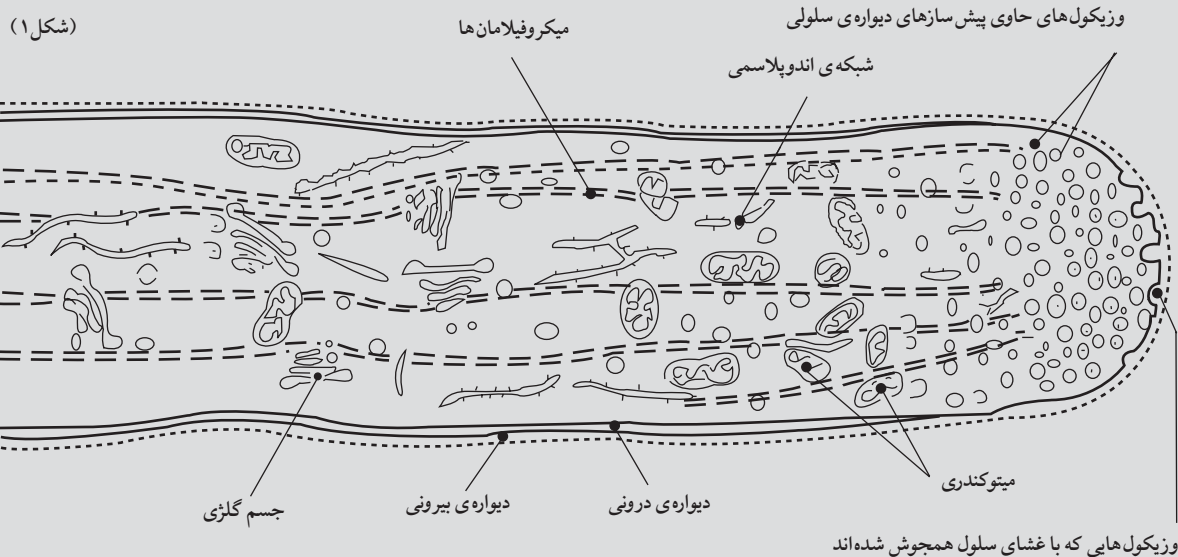 (شکل۱)
وزیکول‌های حاوی پیش‌سازهای دیواره‌ی سلولی
میکروفیلامان‌ها
شبکه‌ی اندوپلاسمی
میتوکندری
دیواره‌ی درونی
دیواره‌ی بیرونی
جسم گلژی
وزیکول‌هایی که با غشای سلول همجوش شده‌اند